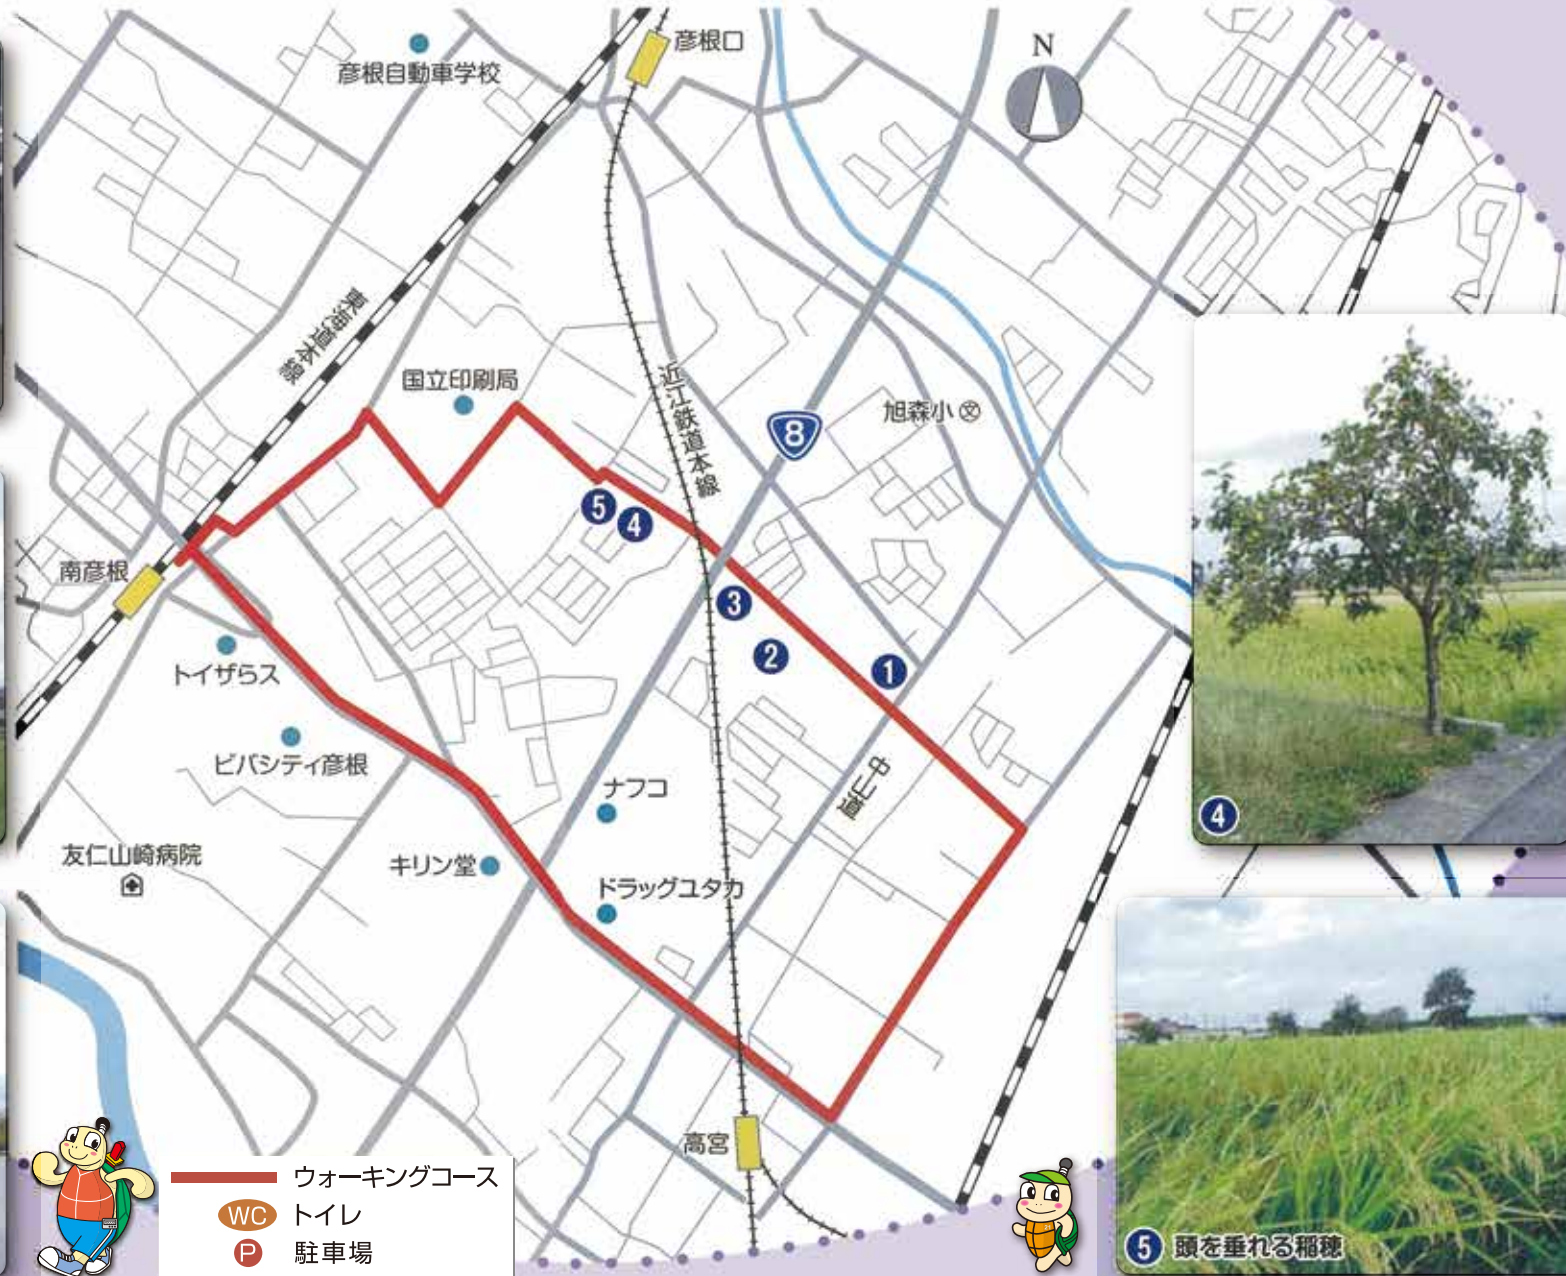 彦根口
彦根自動車学校
N
東海道本線
国立印刷局
近江鉄道本線
8
旭森小 文
5
4
南彦根
3
2
1
トイザらス
ビバシティ彦根
中山道
ナフコ
4
友仁山崎病院
キリン堂
ドラッグユタカ
高宮
ウォーキングコース
WC トイレ
P 駐車場
5 頭を垂れる稲穂